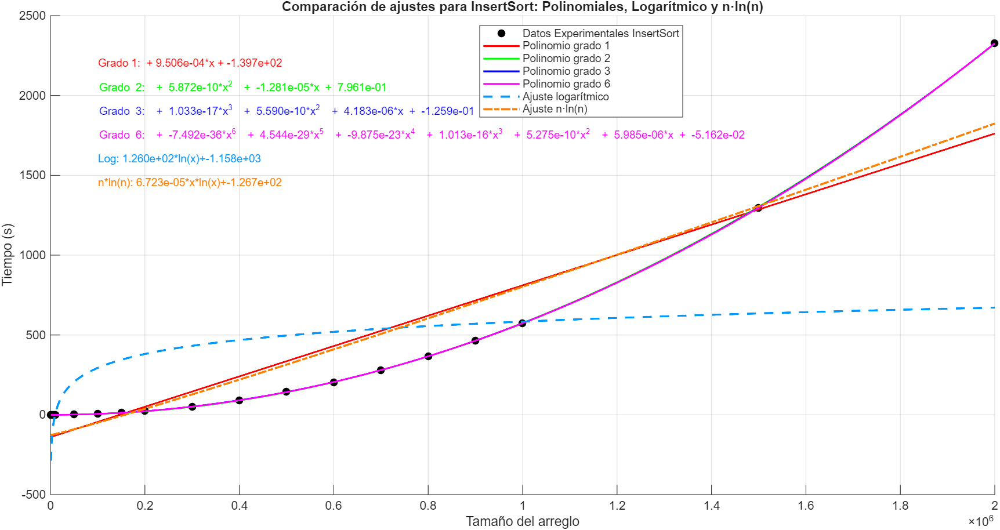 Comparación de ajustes para InsertSort: Polinomiales, Logarítmico y n·ln(n)
2500
2000
1500
1000
500
0
-500
Tiempo (s)
Datos Experimentales InsertSort
Polinomio grado 1
Polinomio grado 2
Polinomio grado 3
Polinomio grado 6
Ajuste logarítmico
Ajuste n·ln(n)
Grado 1:  + 9.506e-04*x + -1.397e+02
Grado 2: + 5.872e-10*x² + -1.281e-05*x + 7.961e-01
Grado 3: + 1.033e-17*x³ + 5.590e-10*x² + 4.183e-06*x + -1.259e-01
Grado 6: + -7.492e-36*x⁶ + 4.544e-29*x⁵ + -9.875e-23*x⁴ + 1.013e-16*x³ + 5.275e-10*x² + 5.985e-06*x + -5.162e-02
Log: 1.260e+02*ln(x)+-1.158e+03
n*ln(n): 6.723e-05*x*ln(x)+-1.267e+02
0 0.2 0.4 0.6 0.8 1 1.2 1.4 1.6 1.8 2
Tamaño del arreglo
×10⁶